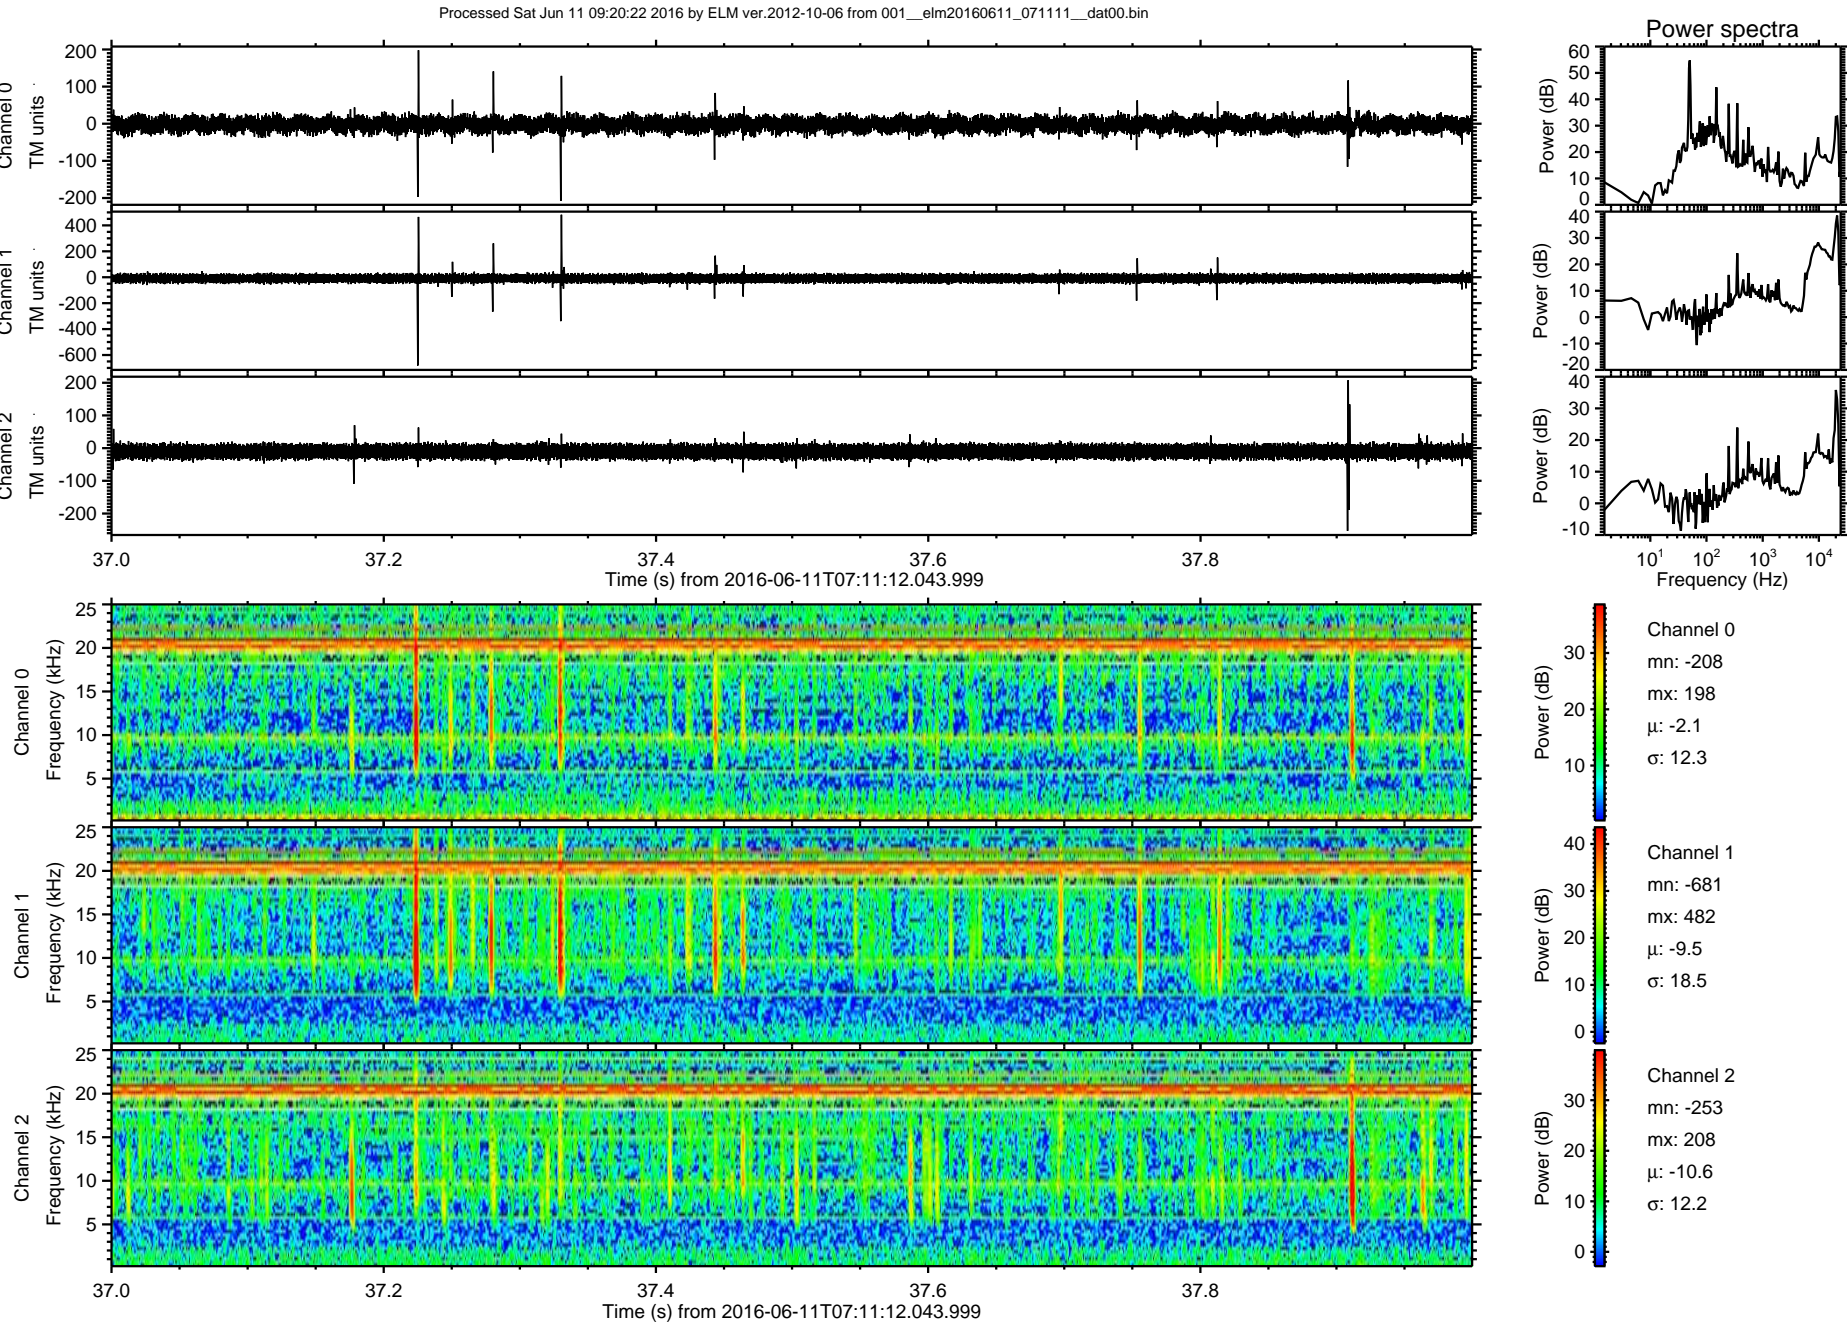 Processed Sat Jun 11 09:20:22 2016 by ELM ver.2012-10-06 from 001__elm20160611_071111__dat00.bin
Power spectra
Channel 0
TM units
200
100
0
-100
-200
Power (dB)
60
50
40
30
20
10
0
Channel 1
TM units
400
200
0
-200
-400
-600
Power (dB)
40
30
20
10
0
-10
-20
Channel 2
TM units
200
100
0
-100
-200
Power (dB)
40
30
20
10
0
-10
37.0 37.2 37.4 37.6 37.8
Time (s) from 2016-06-11T07:11:12.043.999
10¹ 10² 10³ 10⁴
Frequency (Hz)
Channel 0
Frequency (kHz)
25
20
15
10
5
Power (dB)
30
20
10
Channel 0
mn: -208
mx: 198
μ: -2.1
σ: 12.3
Channel 1
Frequency (kHz)
25
20
15
10
5
Power (dB)
40
30
20
10
0
Channel 1
mn: -681
mx: 482
μ: -9.5
σ: 18.5
Channel 2
Frequency (kHz)
25
20
15
10
5
Power (dB)
30
20
10
0
Channel 2
mn: -253
mx: 208
μ: -10.6
σ: 12.2
37.0 37.2 37.4 37.6 37.8
Time (s) from 2016-06-11T07:11:12.043.999